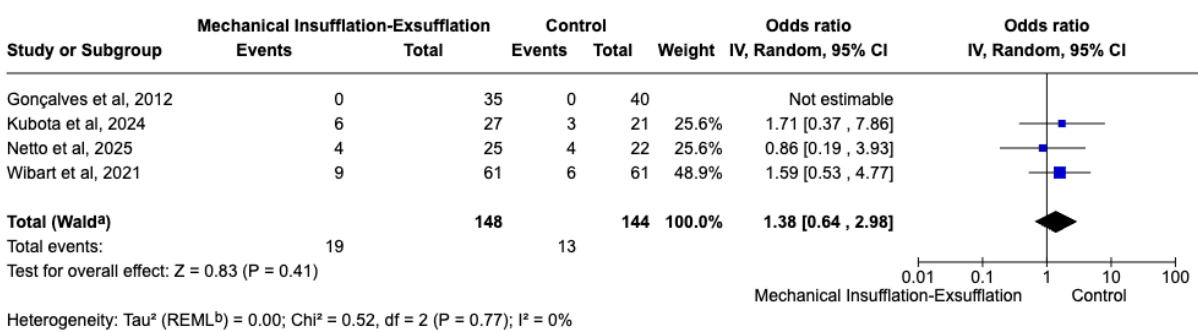 Mechanical Insufflation-Exsufflation Control Odds ratio Odds ratio
Study or Subgroup Events Total Events Total Weight IV, Random, 95% CI IV, Random, 95% CI
Gonçalves et al, 2012 0 35 0 40 Not estimable
Kubota et al, 2024 6 27 3 21 25.6% 1.71 [0.37 , 7.86]
Netto et al, 2025 4 25 4 22 25.6% 0.86 [0.19 , 3.93]
Wibart et al, 2021 9 61 6 61 48.9% 1.59 [0.53 , 4.77]
Total (Waldᵃ) 148 144 100.0% 1.38 [0.64 , 2.98]
Total events: 19 13
Test for overall effect: Z = 0.83 (P = 0.41)
0.01 0.1 1 10 100
Mechanical Insufflation-Exsufflation Control
Heterogeneity: Tau² (REMLᵇ) = 0.00; Chi² = 0.52, df = 2 (P = 0.77); I² = 0%